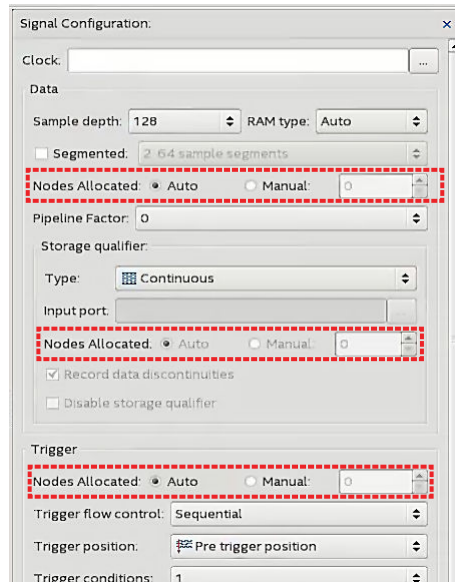 Signal Configuration:
Clock: ...
Data
Sample depth: 128 RAM type: Auto
Segmented: 2 64 sample segments
Nodes Allocated: Auto Manual: 0
Pipeline Factor: 0
Storage qualifier:
Type: Continuous
Input port: ...
Nodes Allocated: Auto Manual: 0
Record data discontinuities
Disable storage qualifier
Trigger
Nodes Allocated: Auto Manual: 0
Trigger flow control: Sequential
Trigger position: Pre trigger position
Trigger conditions: 1